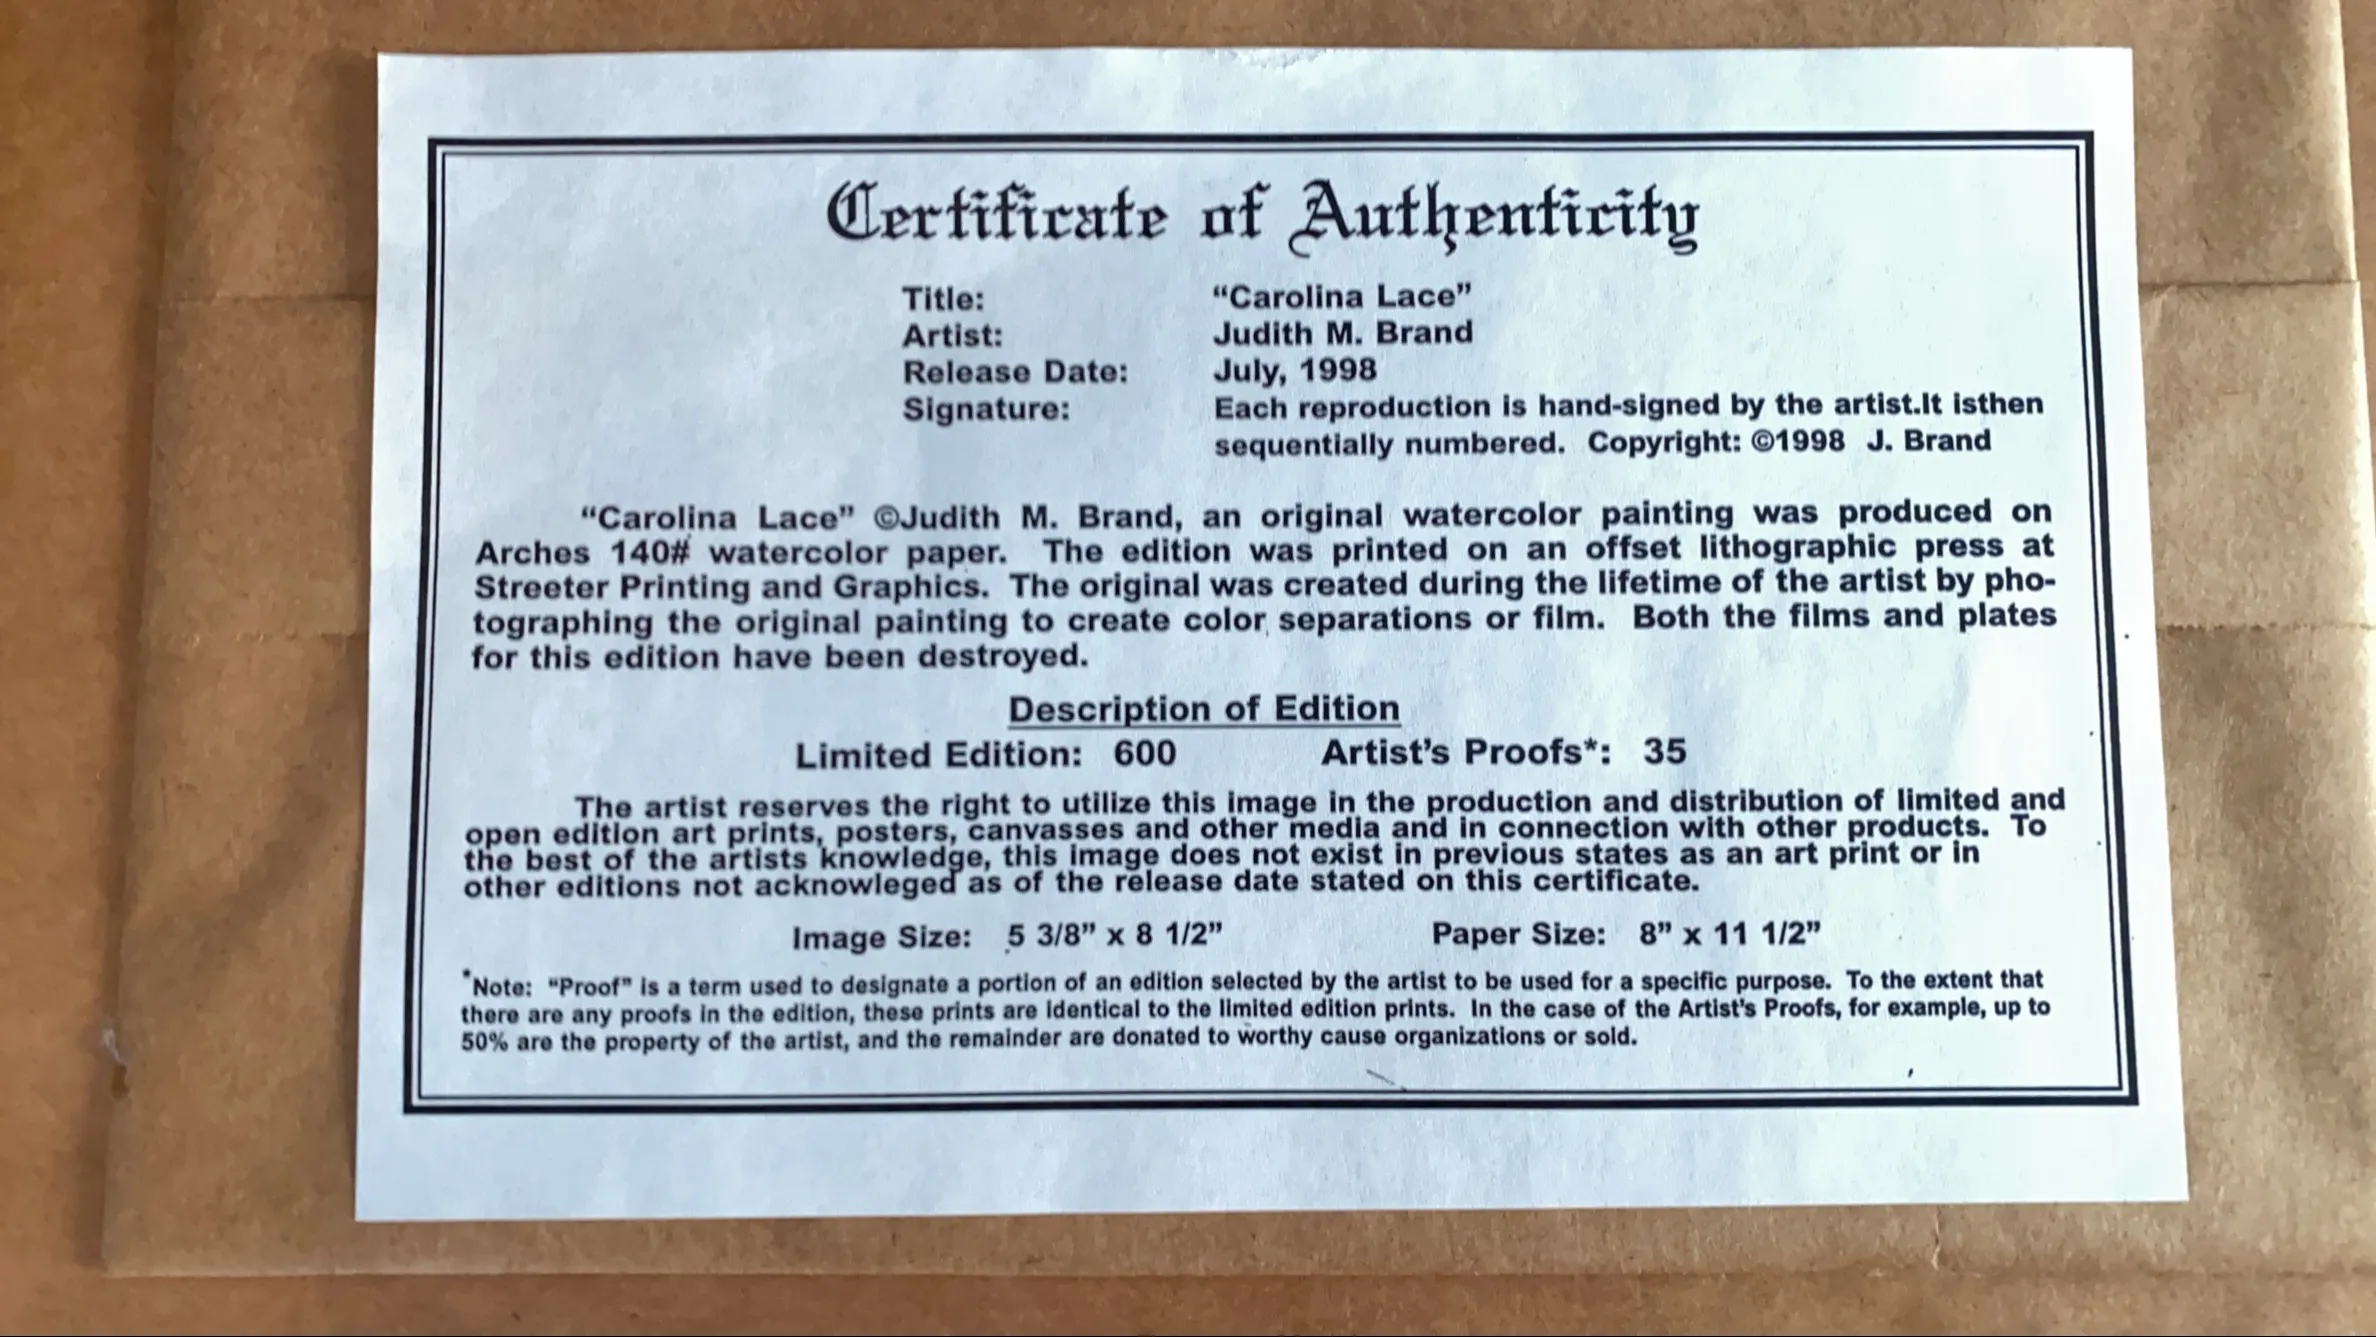 Certificate of Authenticity
Title: “Carolina Lace”
Artist: Judith M. Brand
Release Date: July, 1998
Signature: Each reproduction is hand-signed by the artist.It isthen
sequentially numbered. Copyright: ©1998 J. Brand
“Carolina Lace” ©Judith M. Brand, an original watercolor painting was produced on
Arches 140# watercolor paper. The edition was printed on an offset lithographic press at
Streeter Printing and Graphics. The original was created during the lifetime of the artist by pho-
tographing the original painting to create color separations or film. Both the films and plates
for this edition have been destroyed.
Description of Edition
Limited Edition: 600 Artist’s Proofs*: 35
The artist reserves the right to utilize this image in the production and distribution of limited and
open edition art prints, posters, canvasses and other media and in connection with other products. To
the best of the artists knowledge, this image does not exist in previous states as an art print or in
other editions not acknowleged as of the release date stated on this certificate.
Image Size: 5 3/8” x 8 1/2” Paper Size: 8” x 11 1/2”
*Note: “Proof” is a term used to designate a portion of an edition selected by the artist to be used for a specific purpose. To the extent that
there are any proofs in the edition, these prints are identical to the limited edition prints. In the case of the Artist’s Proofs, for example, up to
50% are the property of the artist, and the remainder are donated to worthy cause organizations or sold.